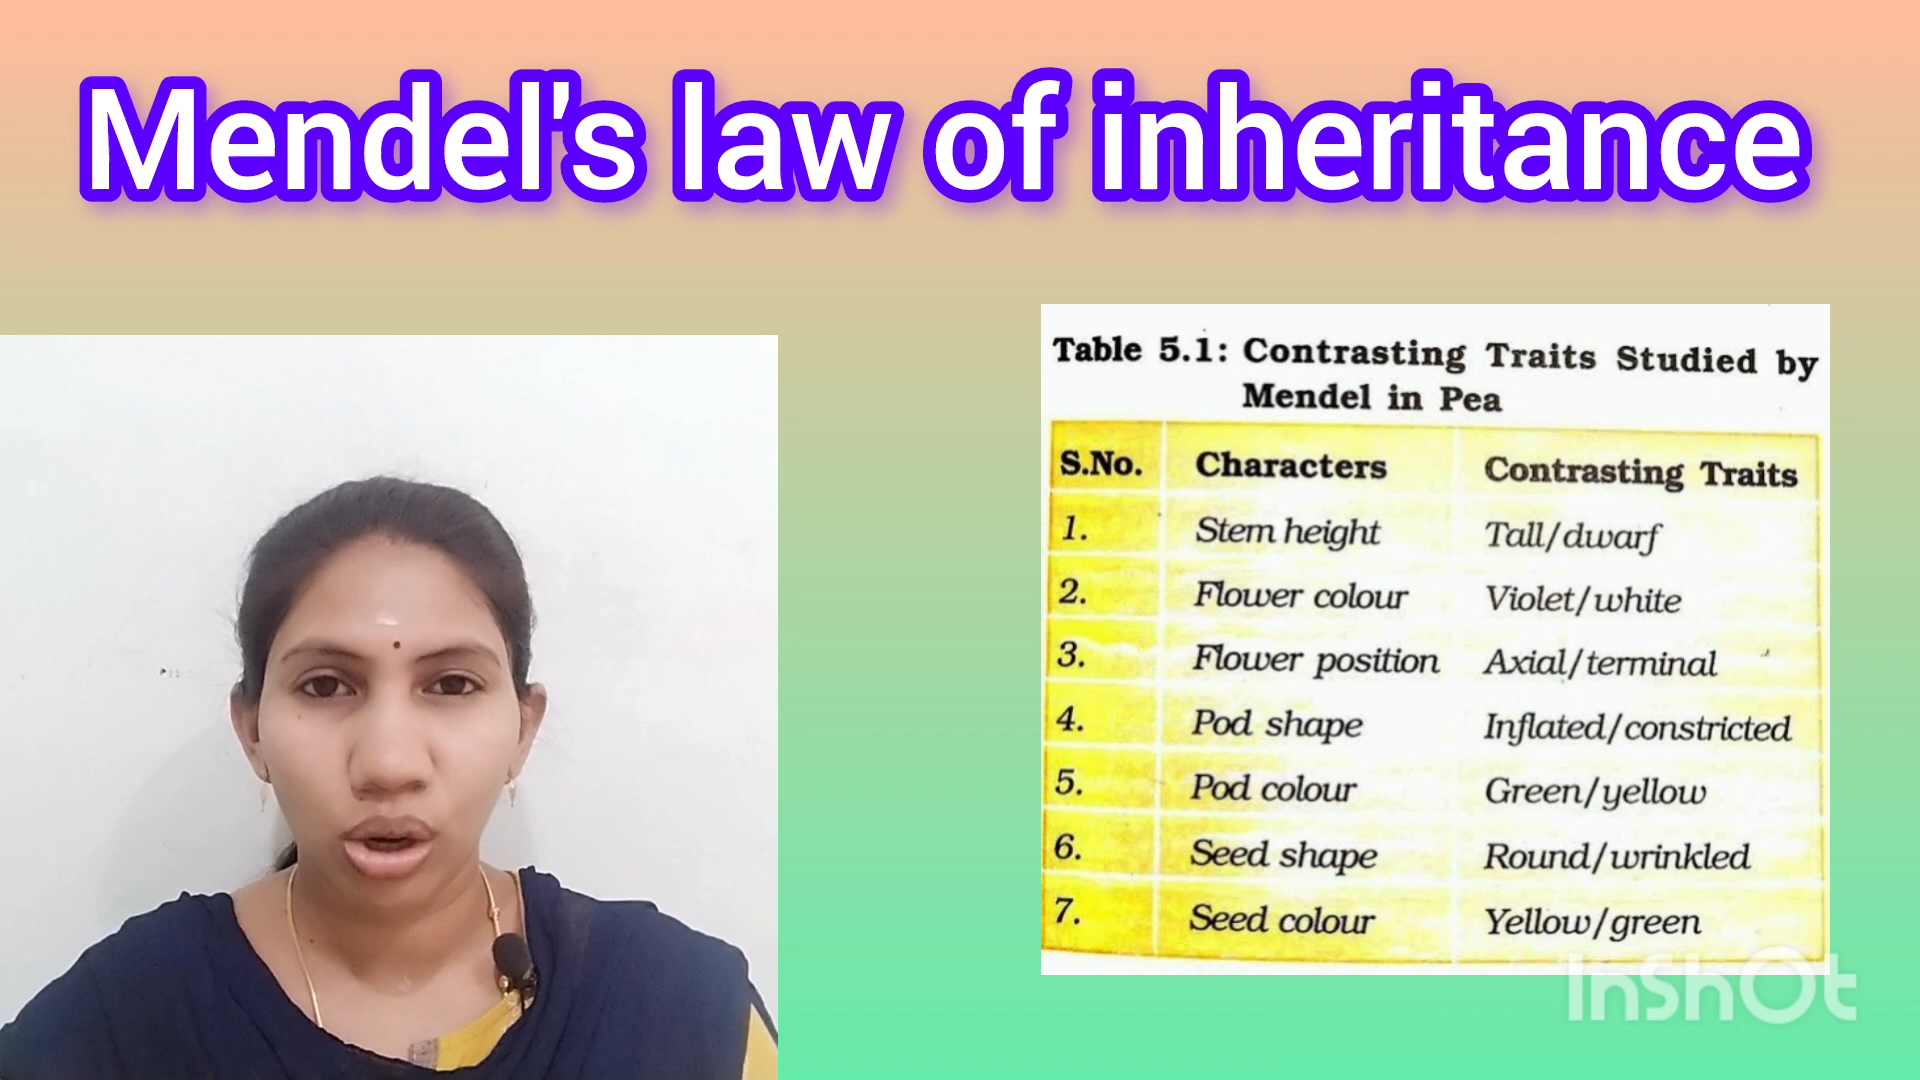 Mendel's law of inheritance
Table 5.1: Contrasting Traits Studied by
Mendel in Pea
S.No. Characters Contrasting Traits
1. Stem height Tall/dwarf
2. Flower colour Violet/white
3. Flower position Axial/terminal
4. Pod shape Inflated/constricted
5. Pod colour Green/yellow
6. Seed shape Round/wrinkled
7. Seed colour Yellow/green
InShOt